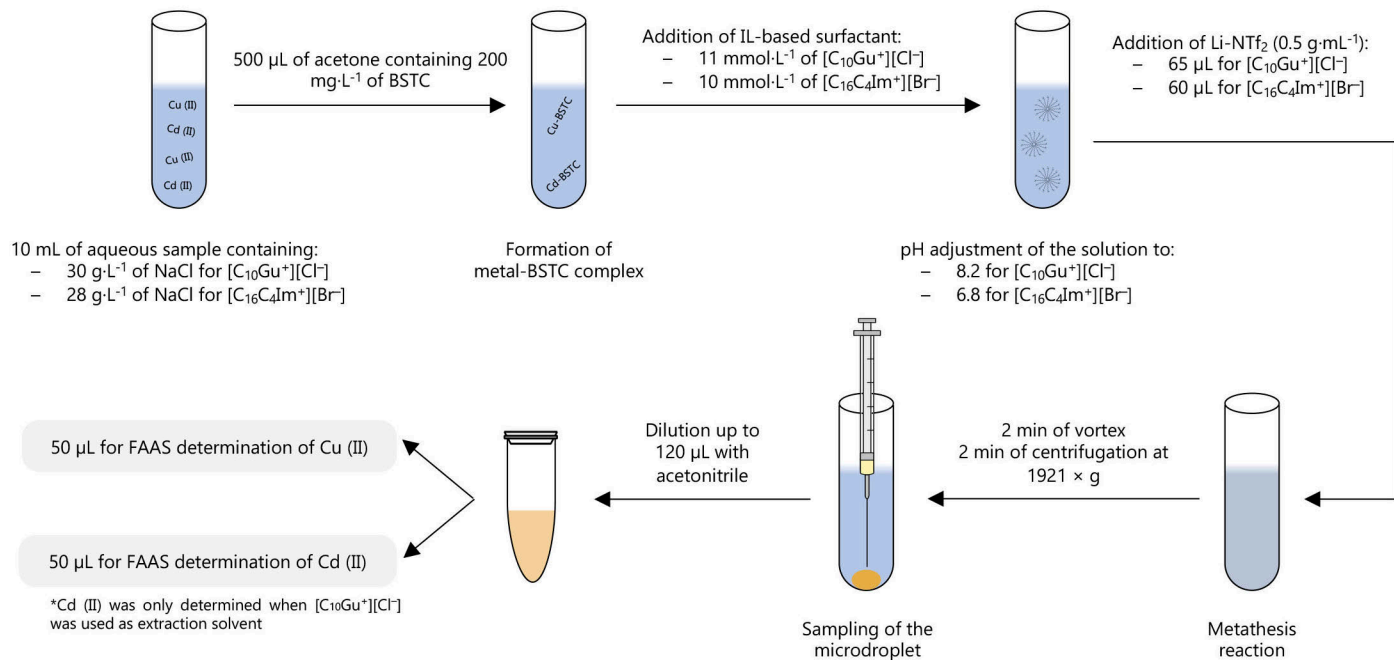 Cu (II)
Cd (II)
Cu (II)
Cd (II)
500 µL of acetone containing 200
mg·L⁻¹ of BSTC
Cu-BSTC
Cd-BSTC
Addition of IL-based surfactant:
– 11 mmol·L⁻¹ of [C₁₀Gu⁺][Cl⁻]
– 10 mmol·L⁻¹ of [C₁₆C₄Im⁺][Br⁻]
Addition of Li-NTf₂ (0.5 g·mL⁻¹):
– 65 µL for [C₁₀Gu⁺][Cl⁻]
– 60 µL for [C₁₆C₄Im⁺][Br⁻]
10 mL of aqueous sample containing:
– 30 g·L⁻¹ of NaCl for [C₁₀Gu⁺][Cl⁻]
– 28 g·L⁻¹ of NaCl for [C₁₆C₄Im⁺][Br⁻]
Formation of
metal-BSTC complex
pH adjustment of the solution to:
– 8.2 for [C₁₀Gu⁺][Cl⁻]
– 6.8 for [C₁₆C₄Im⁺][Br⁻]
2 min of vortex
2 min of centrifugation at
1921 × g
Metathesis
reaction
Sampling of the
microdroplet
Dilution up to
120 µL with
acetonitrile
50 µL for FAAS determination of Cu (II)
50 µL for FAAS determination of Cd (II)
*Cd (II) was only determined when [C₁₀Gu⁺][Cl⁻]
was used as extraction solvent